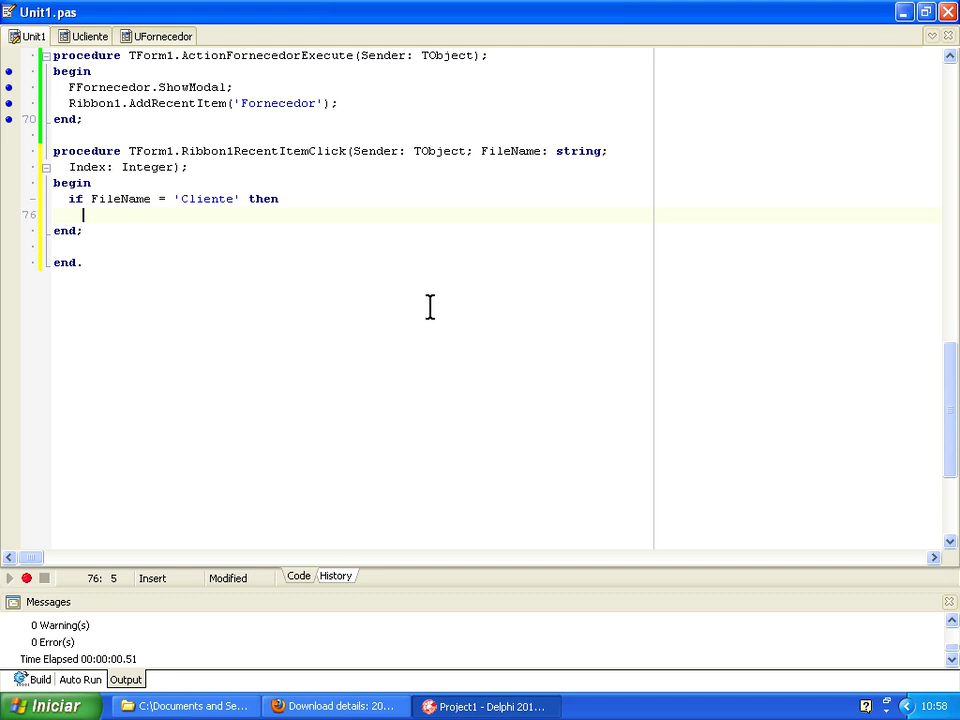 Unit1.pas
Unit1 Ucliente UFornecedor
procedure TForm1.ActionFornecedorExecute(Sender: TObject);
begin
FFornecedor.ShowModal;
Ribbon1.AddRecentItem('Fornecedor');
70 end;
procedure TForm1.Ribbon1RecentItemClick(Sender: TObject; FileName: string;
Index: Integer);
begin
if FileName = 'Cliente' then
76
end;
end.
76: 5 Insert Modified Code History
Messages
0 Warning(s)
0 Error(s)
Time Elapsed 00:00:00.51
Build Auto Run Output
Iniciar C:\Documents and Se... Download details: 20... Project1 - Delphi 201... 10:58